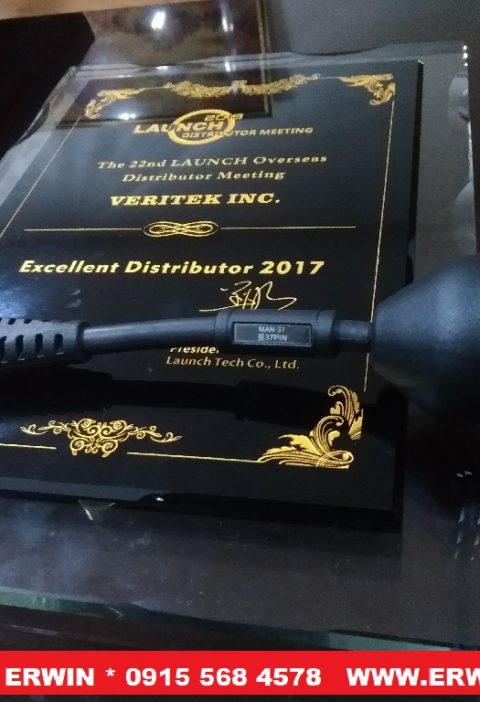 2018
LAUNCH
DISTRIBUTOR MEETING
The 22nd LAUNCH Overseas
Distributor Meeting
VERITEK INC.
Excellent Distributor 2017
MAN-37
Preside
Launch Tech Co., Ltd.
ERWIN * 0915 568 4578 WWW.ERW